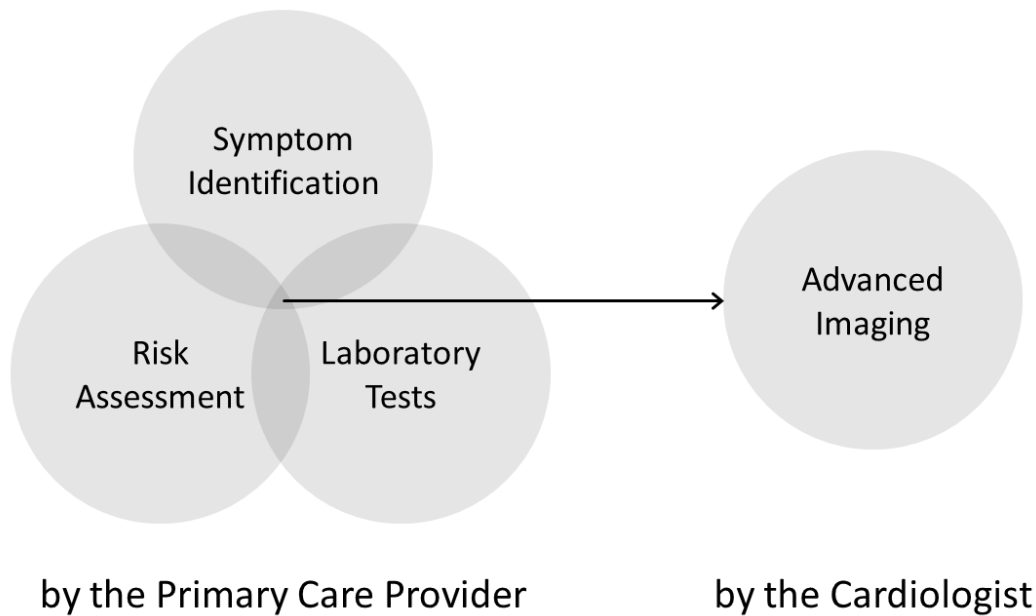 Symptom
Identification
Risk
Assessment
Laboratory
Tests
Advanced
Imaging
by the Primary Care Provider
by the Cardiologist